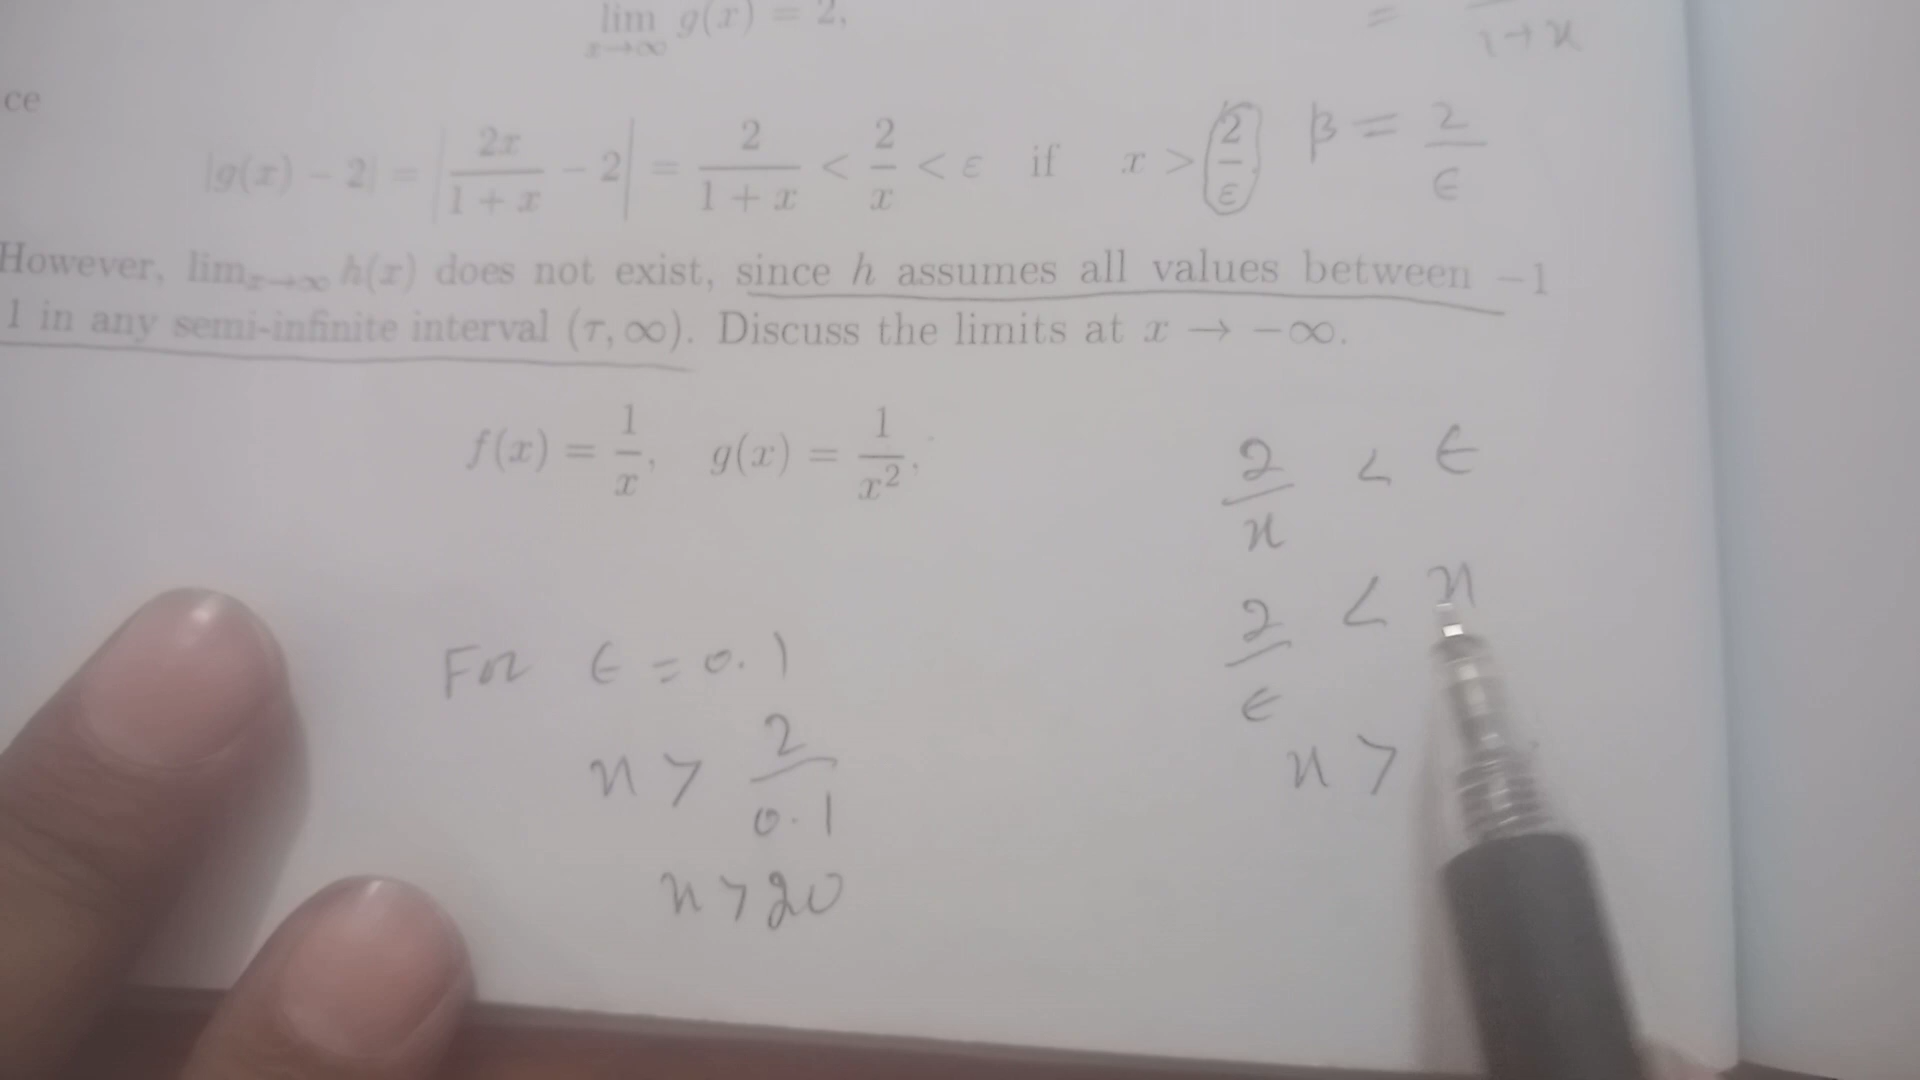 lim g(x) = 2,
x→∞
=
1+x
ce
|g(x) − 2| = |2x/(1 + x) − 2| = 2/(1 + x) < 2/x < ε if x > 2/ε β = 2/ϵ
However, limx→∞ h(x) does not exist, since h assumes all values between −1
1 in any semi-infinite interval (τ, ∞). Discuss the limits at x → −∞.
f(x) = 1/x, g(x) = 1/x².
2/x < ϵ
2/ϵ < x
x >
For ϵ = 0.1
x > 2/0.1
x > 20